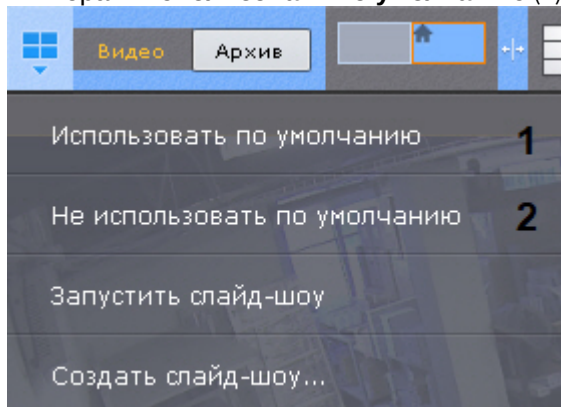 Видео Архив
Использовать по умолчанию 1
Не использовать по умолчанию 2
Запустить слайд-шоу
Создать слайд-шоу...